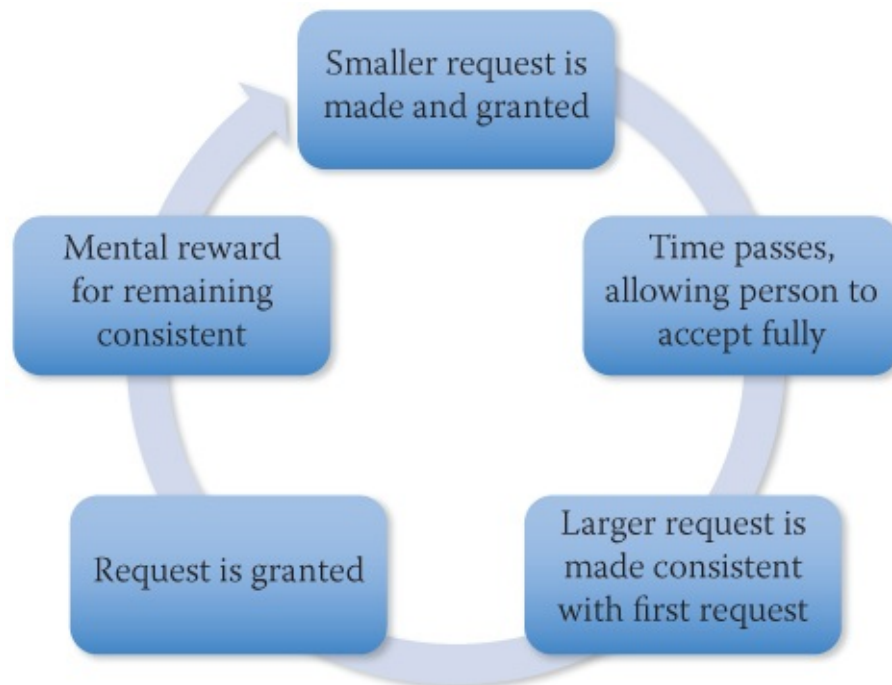 Smaller request is
made and granted
Time passes,
allowing person to
accept fully
Larger request is
made consistent
with first request
Request is granted
Mental reward
for remaining
consistent